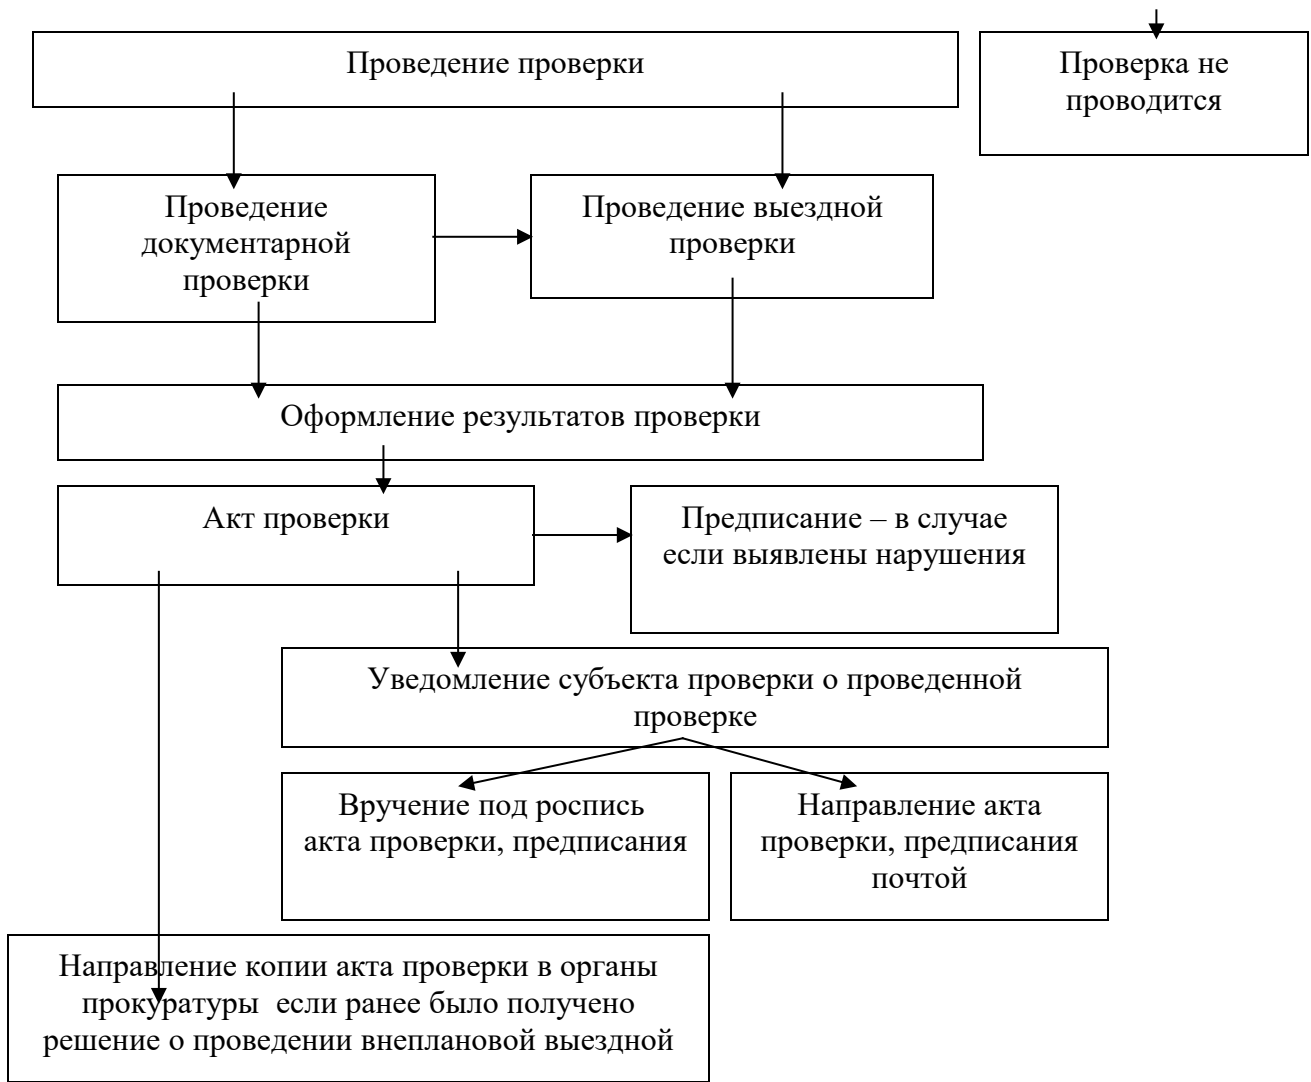 Проведение проверки
Проверка не
проводится
Проведение
документарной
проверки
Проведение выездной
проверки
Оформление результатов проверки
Акт проверки
Предписание – в случае
если выявлены нарушения
Уведомление субъекта проверки о проведенной
проверке
Вручение под роспись
акта проверки, предписания
Направление акта
проверки, предписания
почтой
Направление копии акта проверки в органы
прокуратуры если ранее было получено
решение о проведении внеплановой выездной